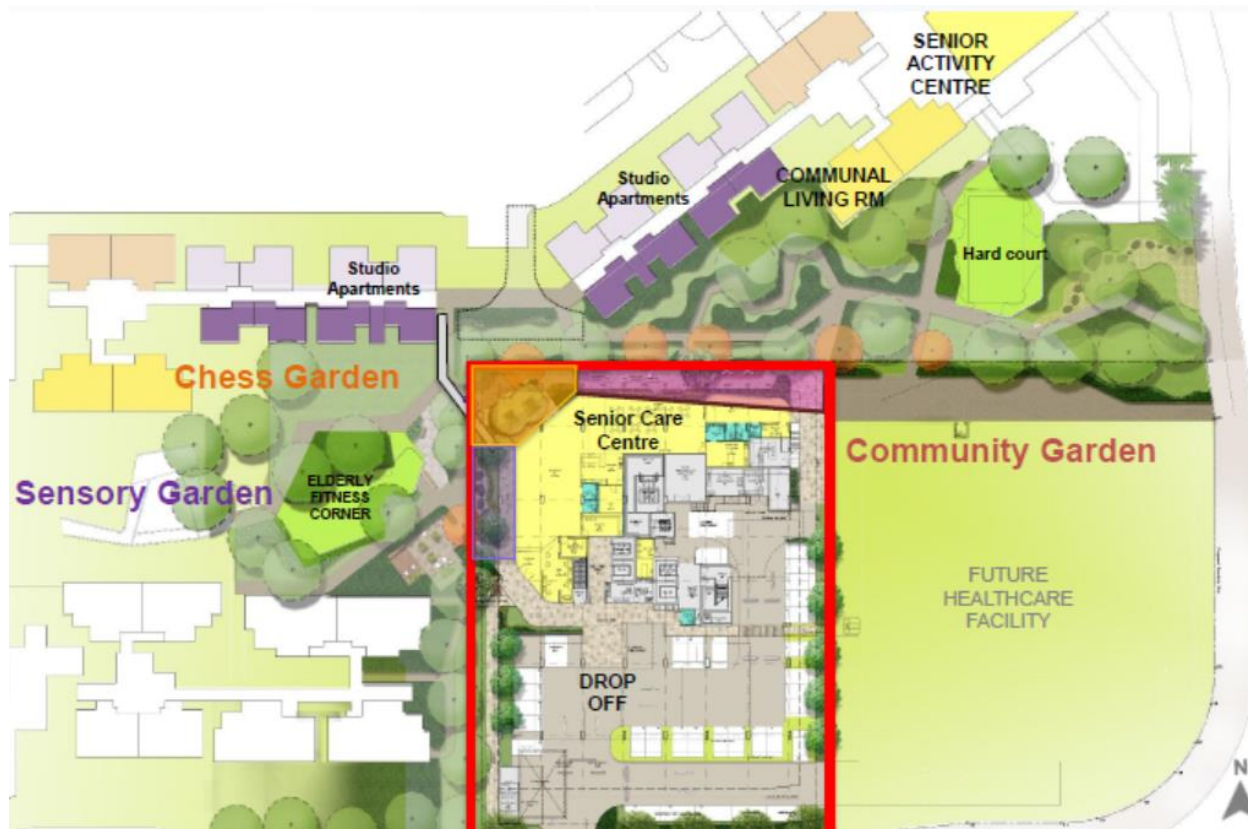 SENIOR
ACTIVITY
CENTRE
Studio
Apartments
COMMUNAL
LIVING RM
Hard court
Studio
Apartments
Chess Garden
Senior Care
Centre
Community Garden
Sensory Garden
ELDERLY
FITNESS
CORNER
FUTURE
HEALTHCARE
FACILITY
DROP
OFF
N